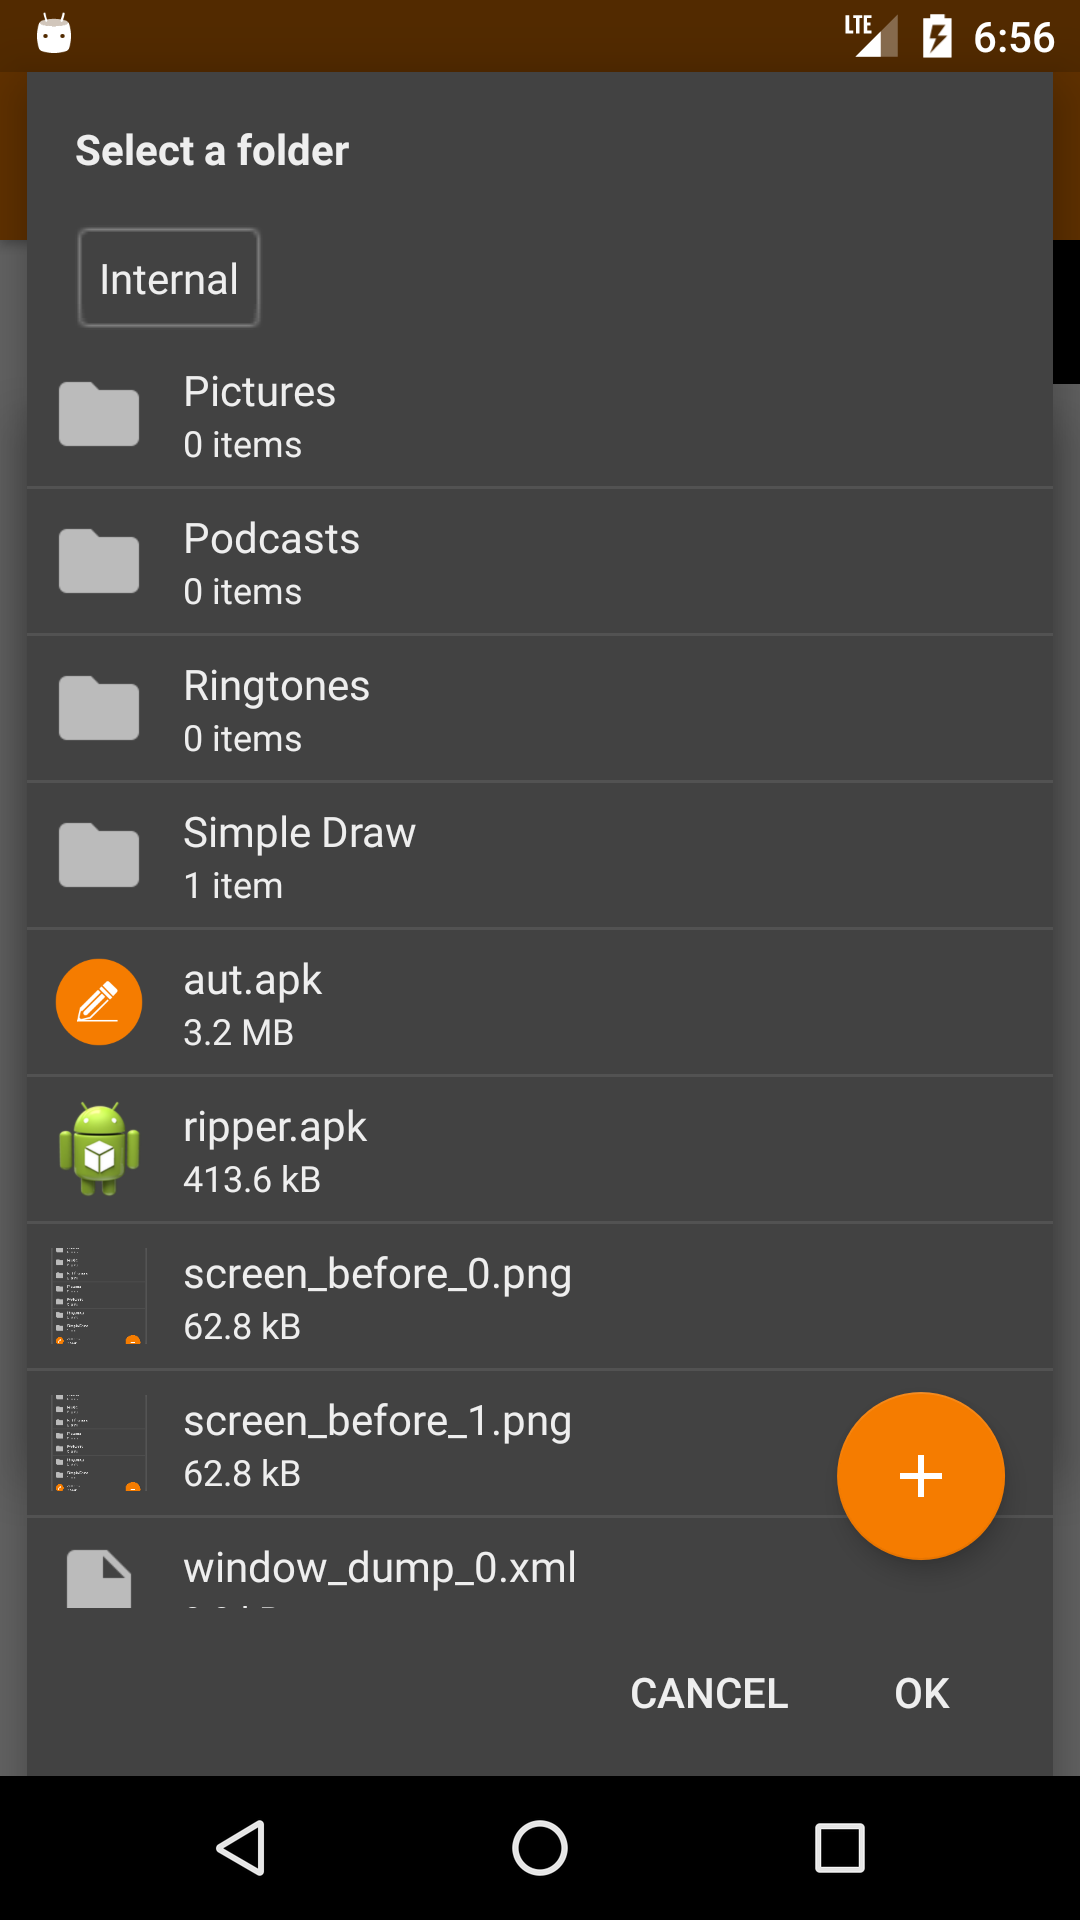 LTE 6:56
Select a folder
Internal
Pictures
0 items
Podcasts
0 items
Ringtones
0 items
Simple Draw
1 item
aut.apk
3.2 MB
ripper.apk
413.6 kB
screen_before_0.png
62.8 kB
screen_before_1.png
62.8 kB
window_dump_0.xml
CANCEL OK